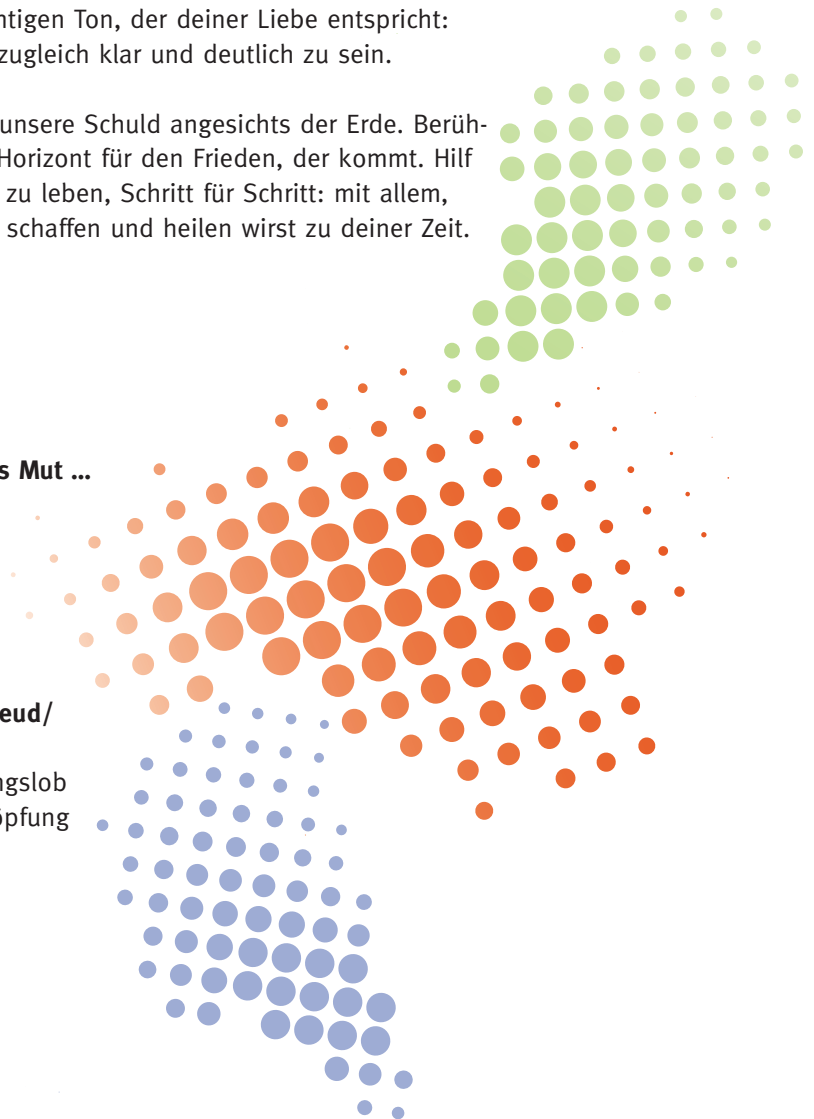 htigen Ton, der deiner Liebe entspricht:
zugleich klar und deutlich zu sein.
unsere Schuld angesichts der Erde. Berüh-
Horizont für den Frieden, der kommt. Hilf
zu leben, Schritt für Schritt: mit allem,
schaffen und heilen wirst zu deiner Zeit.
s Mut ...
eud/
ngslob
öpfung